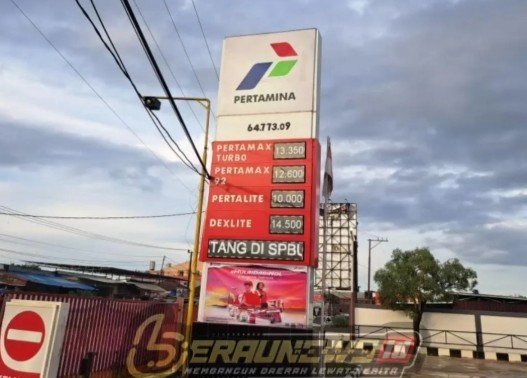 PERTAMINA
64.773.09
PERTAMAX TURBO 13.350
PERTAMAX 92 12.600
PERTALITE 10.000
DEXLITE 14.500
TANG DI SPBU
BERAUNEWS
MEMBANGUN DAERAH LEWAT BERITA